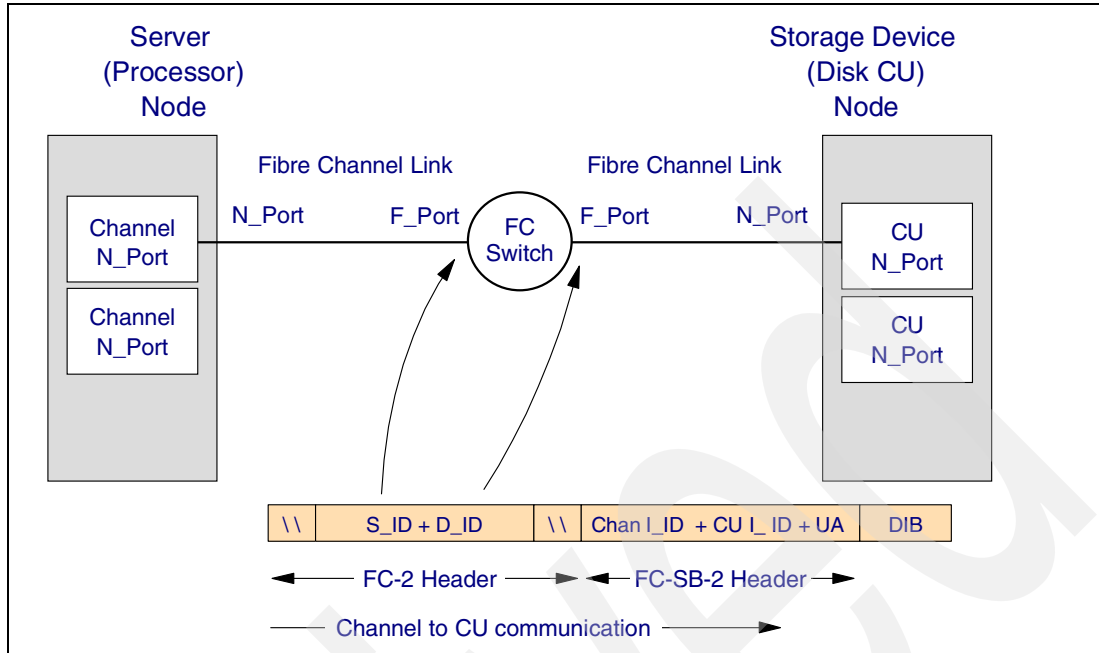 Server
(Processor)
Node
Storage Device
(Disk CU)
Node
Fibre Channel Link
Fibre Channel Link
N_Port
F_Port
F_Port
N_Port
Channel
N_Port
FC
Switch
CU
N_Port
Channel
N_Port
CU
N_Port
\ \
S_ID + D_ID
\ \
Chan I_ID + CU I_ ID + UA
DIB
FC-2 Header
FC-SB-2 Header
Channel to CU communication